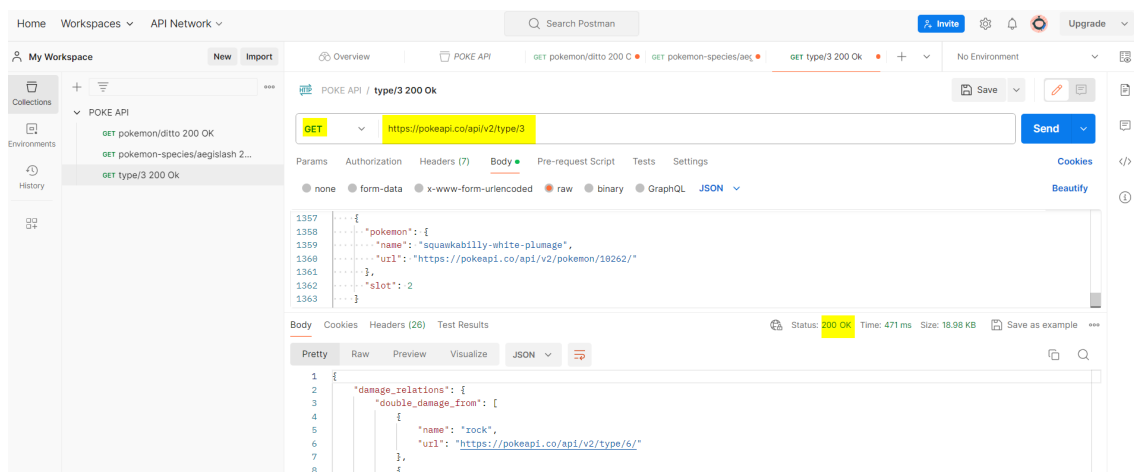 Home Workspaces API Network Search Postman Invite Upgrade
My Workspace New Import Overview POKE API GET pokemon/ditto 200 C GET pokemon-species/aeg GET type/3 200 Ok No Environment
Collections
Environments
History
POKE API
GET pokemon/ditto 200 OK
GET pokemon-species/aegislash 2...
GET type/3 200 Ok
HTTP POKE API / type/3 200 Ok Save
GET https://pokeapi.co/api/v2/type/3 Send
Params Authorization Headers (7) Body Pre-request Script Tests Settings Cookies
none form-data x-www-form-urlencoded raw binary GraphQL JSON Beautify
1357 {
1358 "pokemon": {
1359 "name": "squawkabilly-white-plumage",
1360 "url": "https://pokeapi.co/api/v2/pokemon/10262/"
1361 },
1362 "slot": 2
1363 }
Body Cookies Headers (26) Test Results Status: 200 OK Time: 471 ms Size: 18.98 KB Save as example
Pretty Raw Preview Visualize JSON
1 {
2 "damage_relations": {
3 "double_damage_from": [
4 {
5 "name": "rock",
6 "url": "https://pokeapi.co/api/v2/type/6/"
7 },
8 {